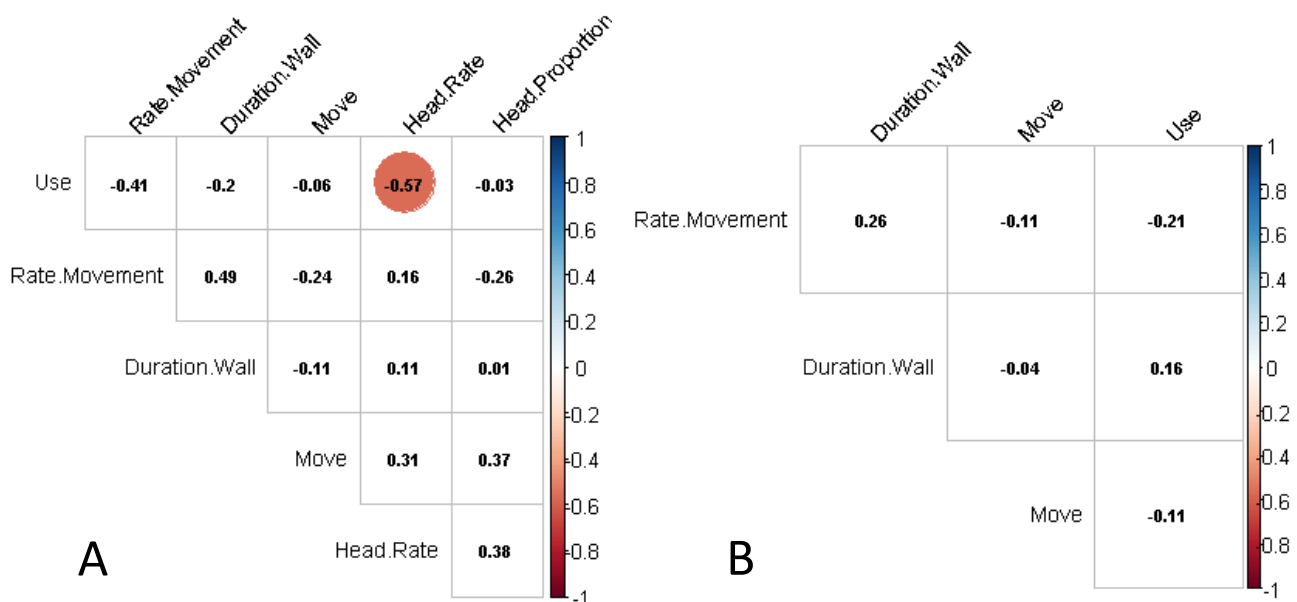 Rate.Movement
Duration.Wall
Move
Head.Rate
Head.Proportion
Use -0.41 -0.2 -0.06 -0.57 -0.03
Rate.Movement 0.49 -0.24 0.16 -0.26
Duration.Wall -0.11 0.11 0.01
Move 0.31 0.37
Head.Rate 0.38
1
0.8
0.6
0.4
0.2
0
-0.2
-0.4
-0.6
-0.8
-1
A
Duration.Wall
Move
Use
Rate.Movement 0.26 -0.11 -0.21
Duration.Wall -0.04 0.16
Move -0.11
1
0.8
0.6
0.4
0.2
0
-0.2
-0.4
-0.6
-0.8
-1
B